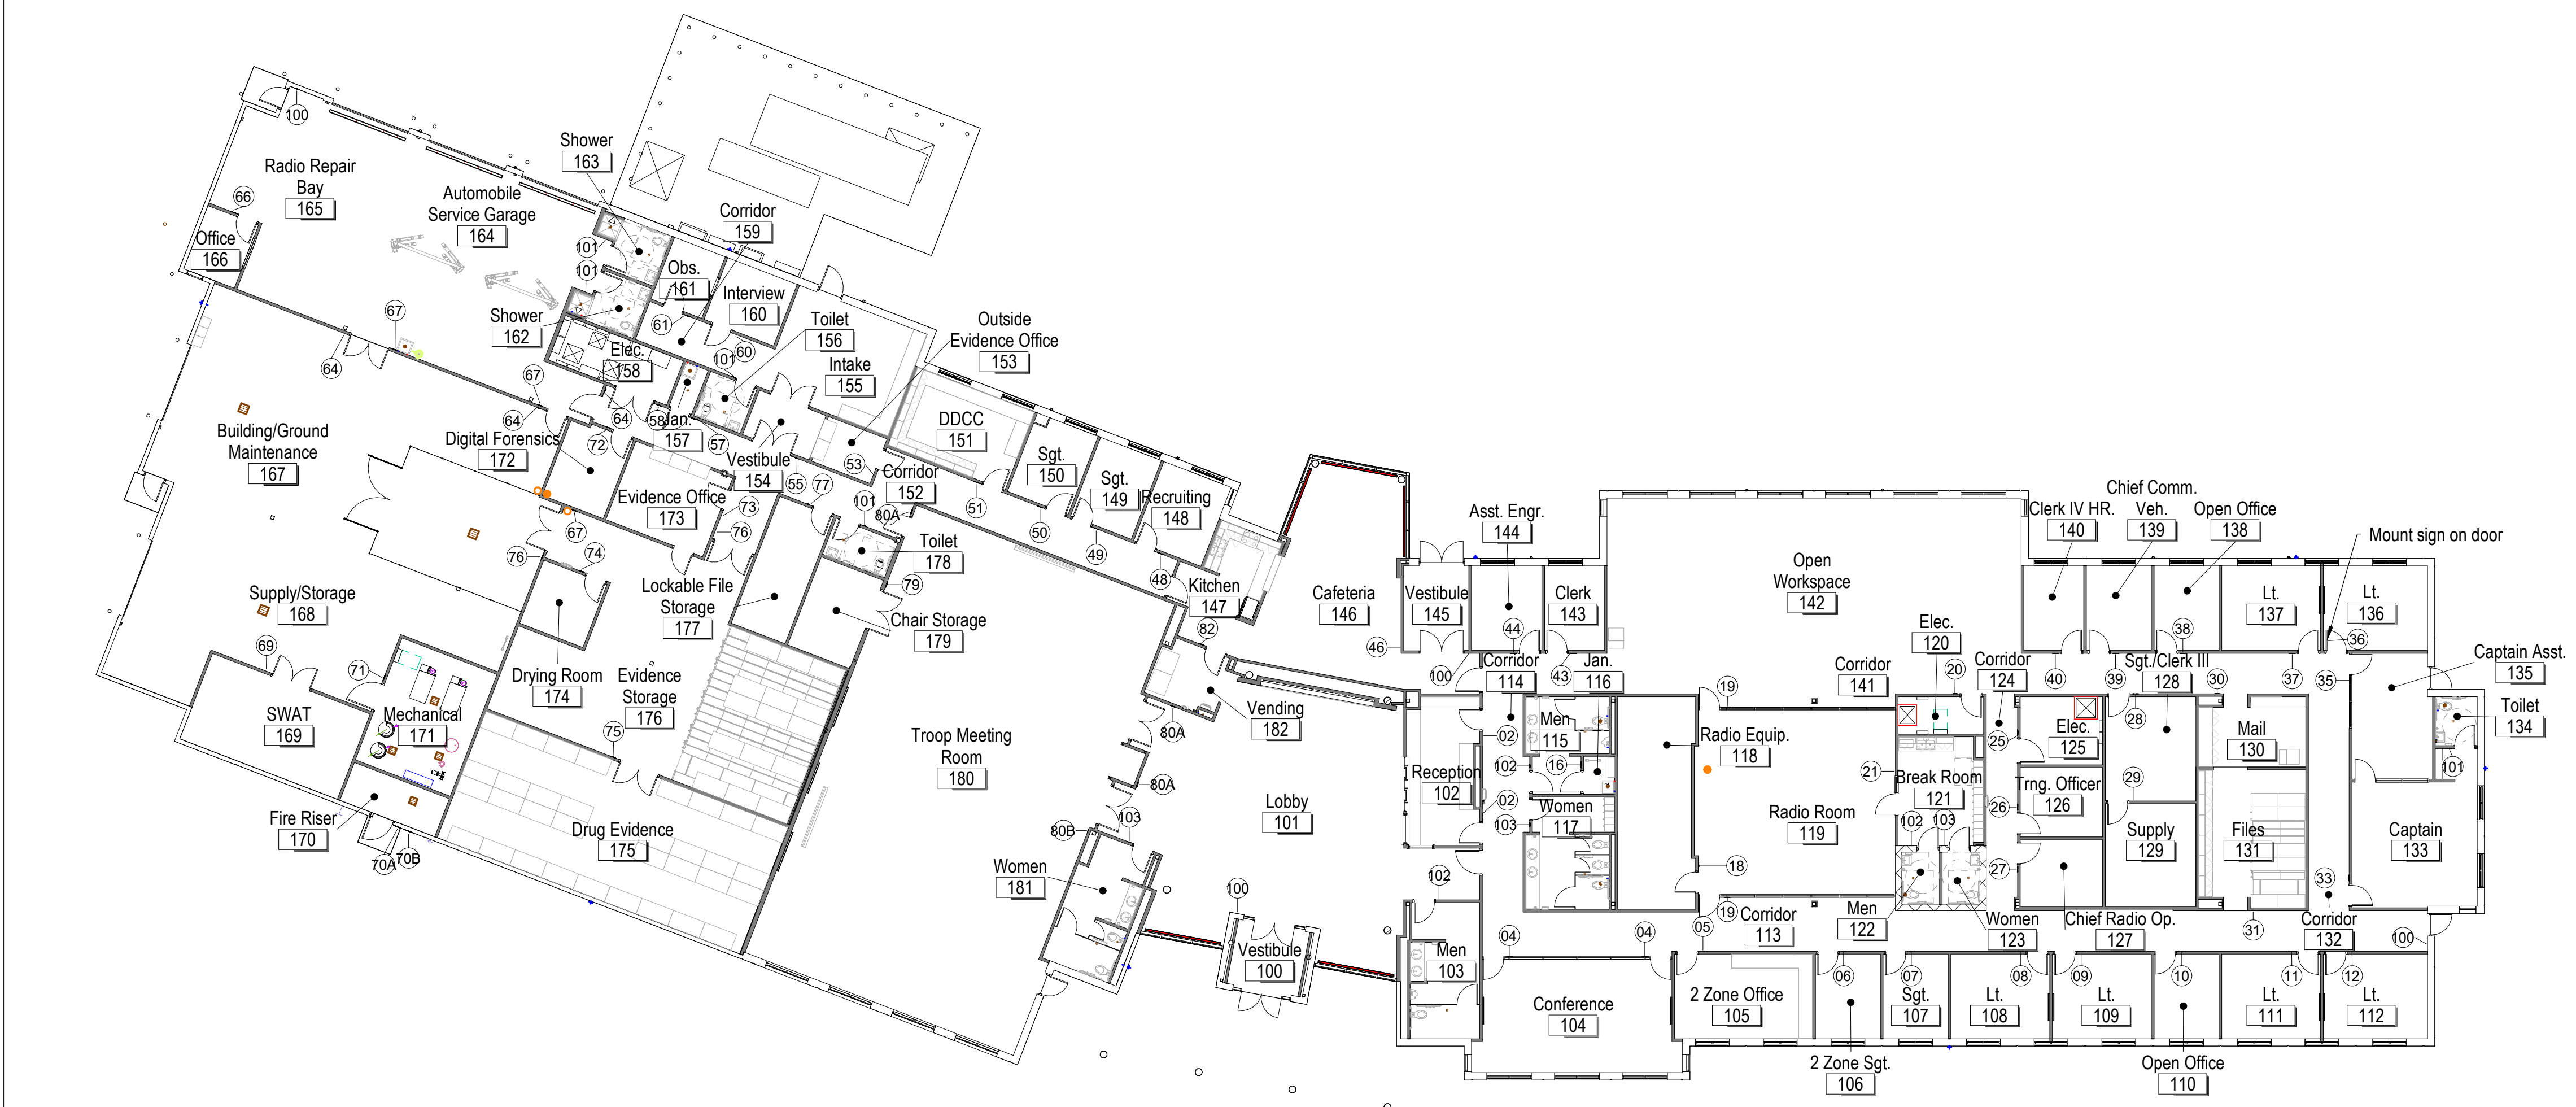 100
Radio Repair
Bay
165
66
Office
166
Automobile
Service Garage
164
Shower
163
101
101
Shower
162
Corridor
159
Obs.
161
Interview
160
61
60
101
Toilet
156
Outside
Evidence Office
153
Intake
155
Elec.
158
67
64
67
64
64
58
Jan.
157
57
72
Digital Forensics
172
Building/Ground
Maintenance
167
Vestibule
154
55
53
77
Corridor
152
80A
101
DDCC
151
51
Sgt.
150
50
Sgt.
149
49
Recruiting
148
48
Evidence Office
173
73
76
67
74
76
Toilet
178
79
Lockable File
Storage
177
Chair Storage
179
Kitchen
147
82
Supply/Storage
168
69
71
SWAT
169
Mechanical
171
Drying Room
174
Evidence
Storage
176
75
Fire Riser
170
70A
70B
Drug Evidence
175
Troop Meeting
Room
180
Vending
182
80A
80A
80B
103
Women
181
Lobby
101
100
Vestibule
100
Cafeteria
146
46
Vestibule
145
100
Asst. Engr.
144
44
Clerk
143
43
Corridor
114
Jan.
116
Men
115
02
102
16
Reception
102
02
103
Women
117
102
Men
103
04
04
Conference
104
Radio Equip.
118
19
18
19
Radio Room
119
Open
Workspace
142
Corridor
141
Elec.
120
20
21
Break Room
121
102
103
Corridor
124
25
Elec.
125
26
Trng. Officer
126
27
Men
122
Women
123
Chief Radio Op.
127
Corridor
113
05
2 Zone Office
105
06
2 Zone Sgt.
106
07
Sgt.
107
08
Lt.
108
09
Lt.
109
10
Open Office
110
11
Lt.
111
12
Lt.
112
Clerk IV HR.
140
40
Chief Comm.
Veh.
139
39
Open Office
138
38
Sgt./Clerk III
128
28
30
29
Supply
129
Mail
130
Files
131
31
Lt.
137
37
Lt.
136
36
Mount sign on door
35
Captain Asst.
135
Toilet
134
101
Captain
133
33
Corridor
132
100